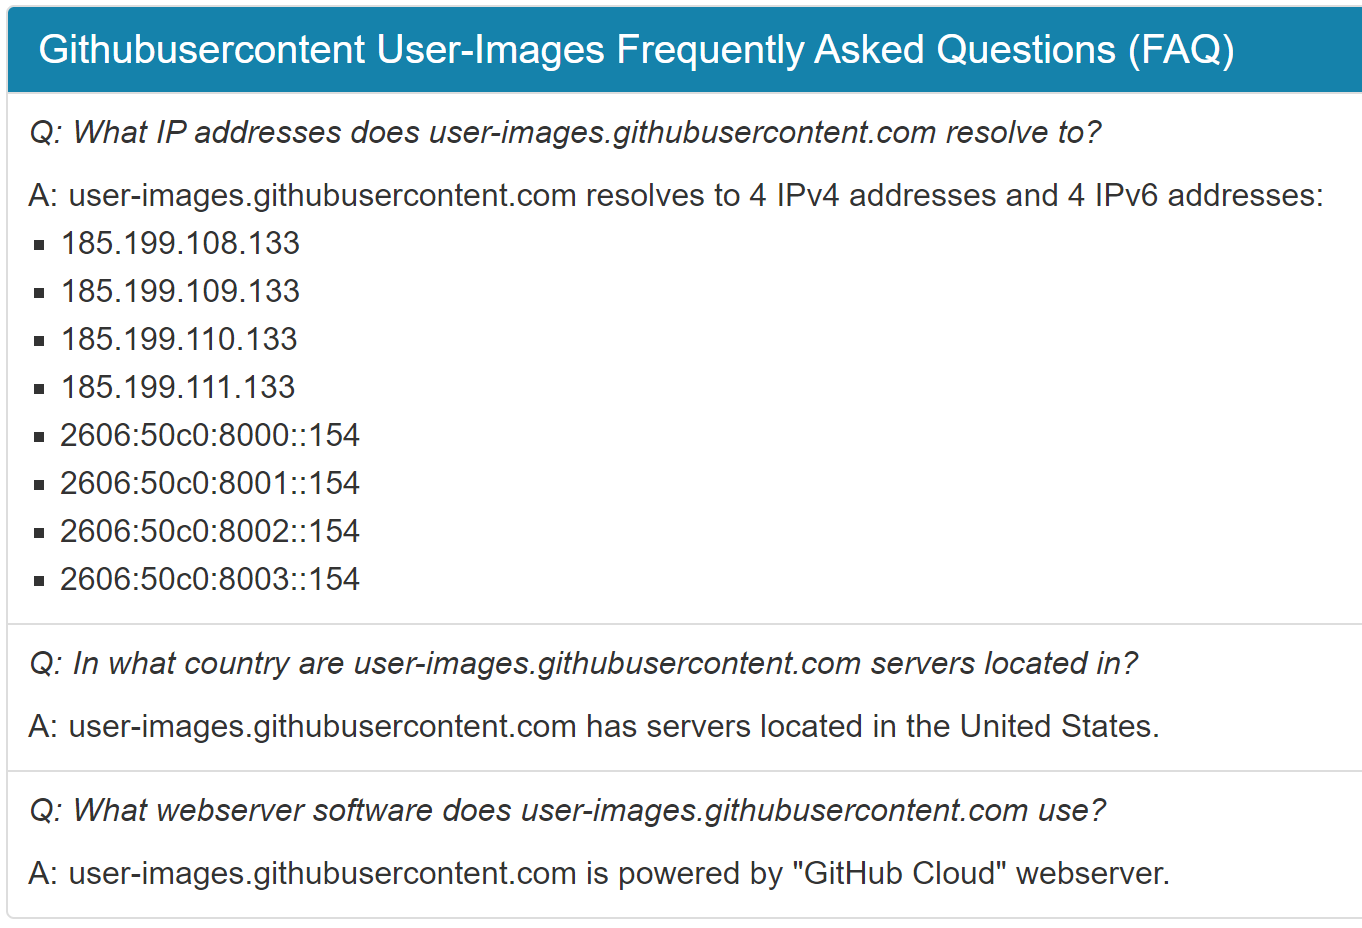 Githubusercontent User-Images Frequently Asked Questions (FAQ)
Q: What IP addresses does user-images.githubusercontent.com resolve to?
A: user-images.githubusercontent.com resolves to 4 IPv4 addresses and 4 IPv6 addresses:
▪ 185.199.108.133
▪ 185.199.109.133
▪ 185.199.110.133
▪ 185.199.111.133
▪ 2606:50c0:8000::154
▪ 2606:50c0:8001::154
▪ 2606:50c0:8002::154
▪ 2606:50c0:8003::154
Q: In what country are user-images.githubusercontent.com servers located in?
A: user-images.githubusercontent.com has servers located in the United States.
Q: What webserver software does user-images.githubusercontent.com use?
A: user-images.githubusercontent.com is powered by "GitHub Cloud" webserver.